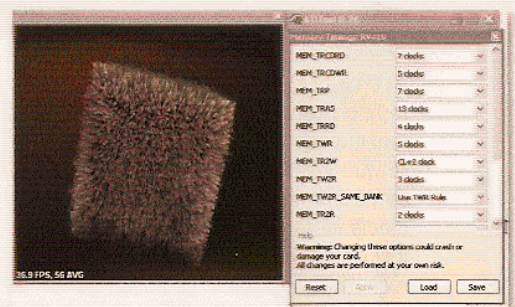 Memory Timings: RV410
MEM_TRCDRD 7 clocks
MEM_TRCDWR 5 clocks
MEM_TRP 7 clocks
MEM_TRAS 13 clocks
MEM_TRRD 4 clocks
MEM_TWR 5 clocks
MEM_TR2W CL+2 clock
MEM_TW2R 3 clocks
MEM_TW2R_SAME_BANK Use TWR Rule
MEM_TR2R 2 clocks
Help
Warning: Changing these options could crash or
damage your card.
All changes are performed at your own risk.
36.9 FPS, 56 AVG
Reset Apply Load Save